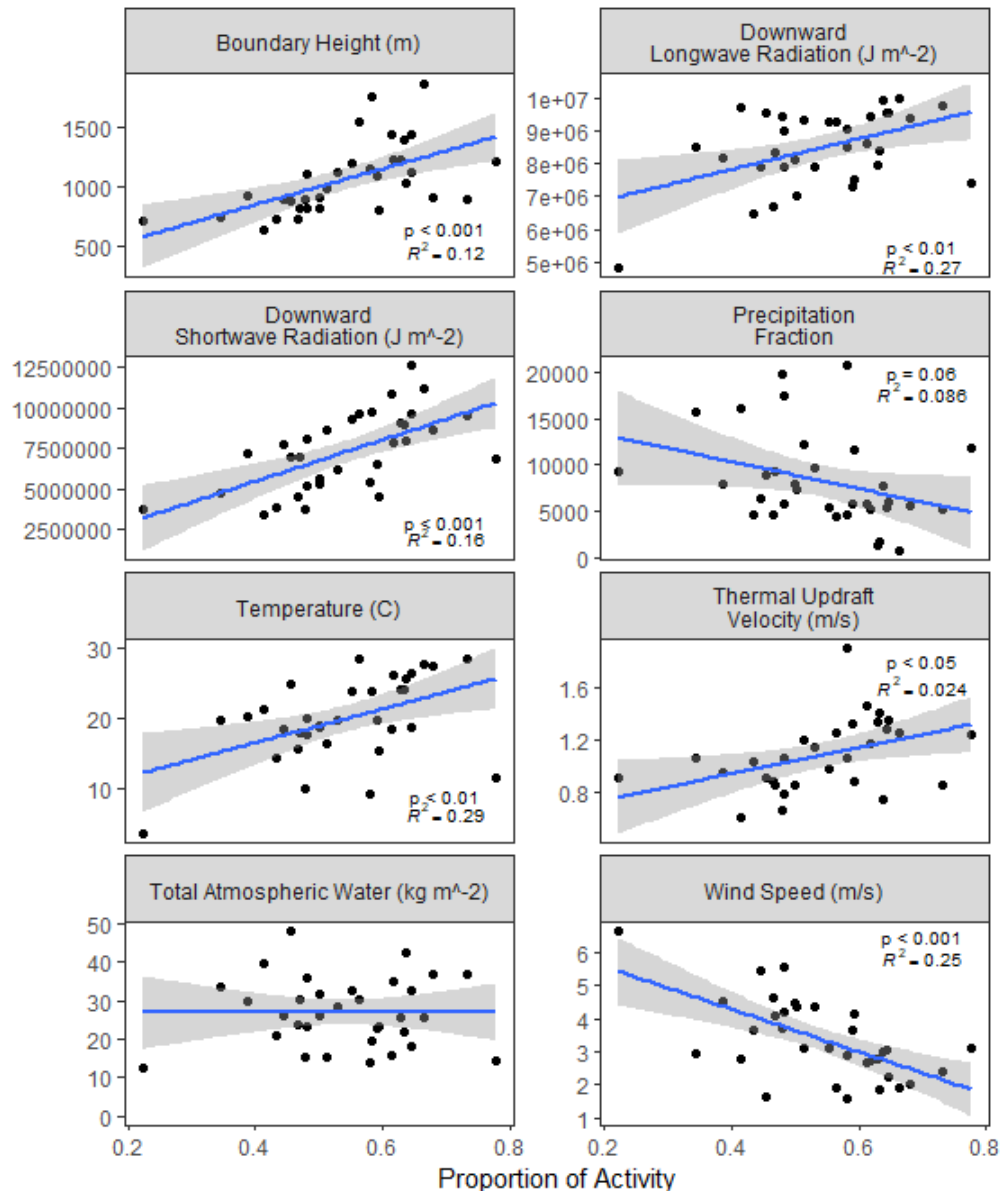 Boundary Height (m)
1500
1000
500
p < 0.001
R² = 0.12
Downward
Longwave Radiation (J m^-2)
1e+07
9e+06
8e+06
7e+06
6e+06
5e+06
p < 0.01
R² = 0.27
Downward
Shortwave Radiation (J m^-2)
12500000
10000000
7500000
5000000
2500000
p < 0.001
R² = 0.16
Precipitation
Fraction
20000
15000
10000
5000
0
p = 0.06
R² = 0.086
Temperature (C)
30
20
10
p < 0.01
R² = 0.29
Thermal Updraft
Velocity (m/s)
1.6
1.2
0.8
p < 0.05
R² = 0.024
Total Atmospheric Water (kg m^-2)
50
40
30
20
10
0
0.2 0.4 0.6 0.8
Wind Speed (m/s)
6
5
4
3
2
1
p < 0.001
R² = 0.25
0.2 0.4 0.6 0.8
Proportion of Activity